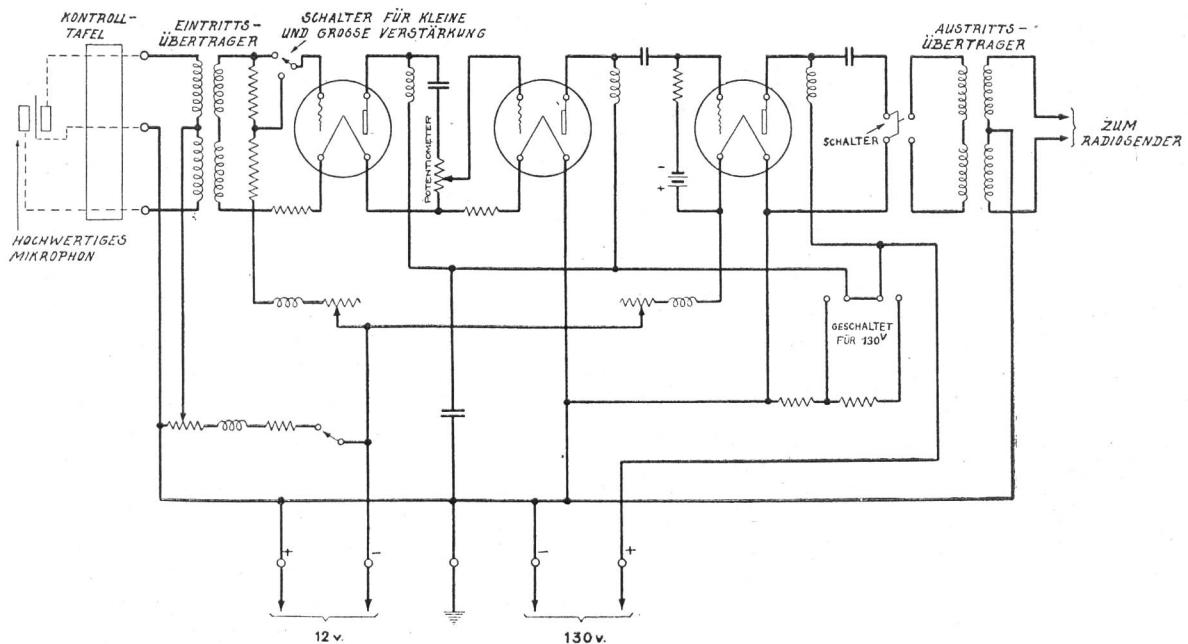 KONTROLL-
TAFEL
EINTRITTS-
ÜBERTRAGER
SCHALTER FÜR KLEINE
UND GROSSE VERSTÄRKUNG
AUSTRITTS-
ÜBERTRAGER
POTENTIOMETER
SCHALTER
ZUM
RADIOSENDER
HOCHWERTIGES
MIKROPHON
- 
+
GESCHALTET
FÜR 130V
+ - - +
12 v. 130 v.